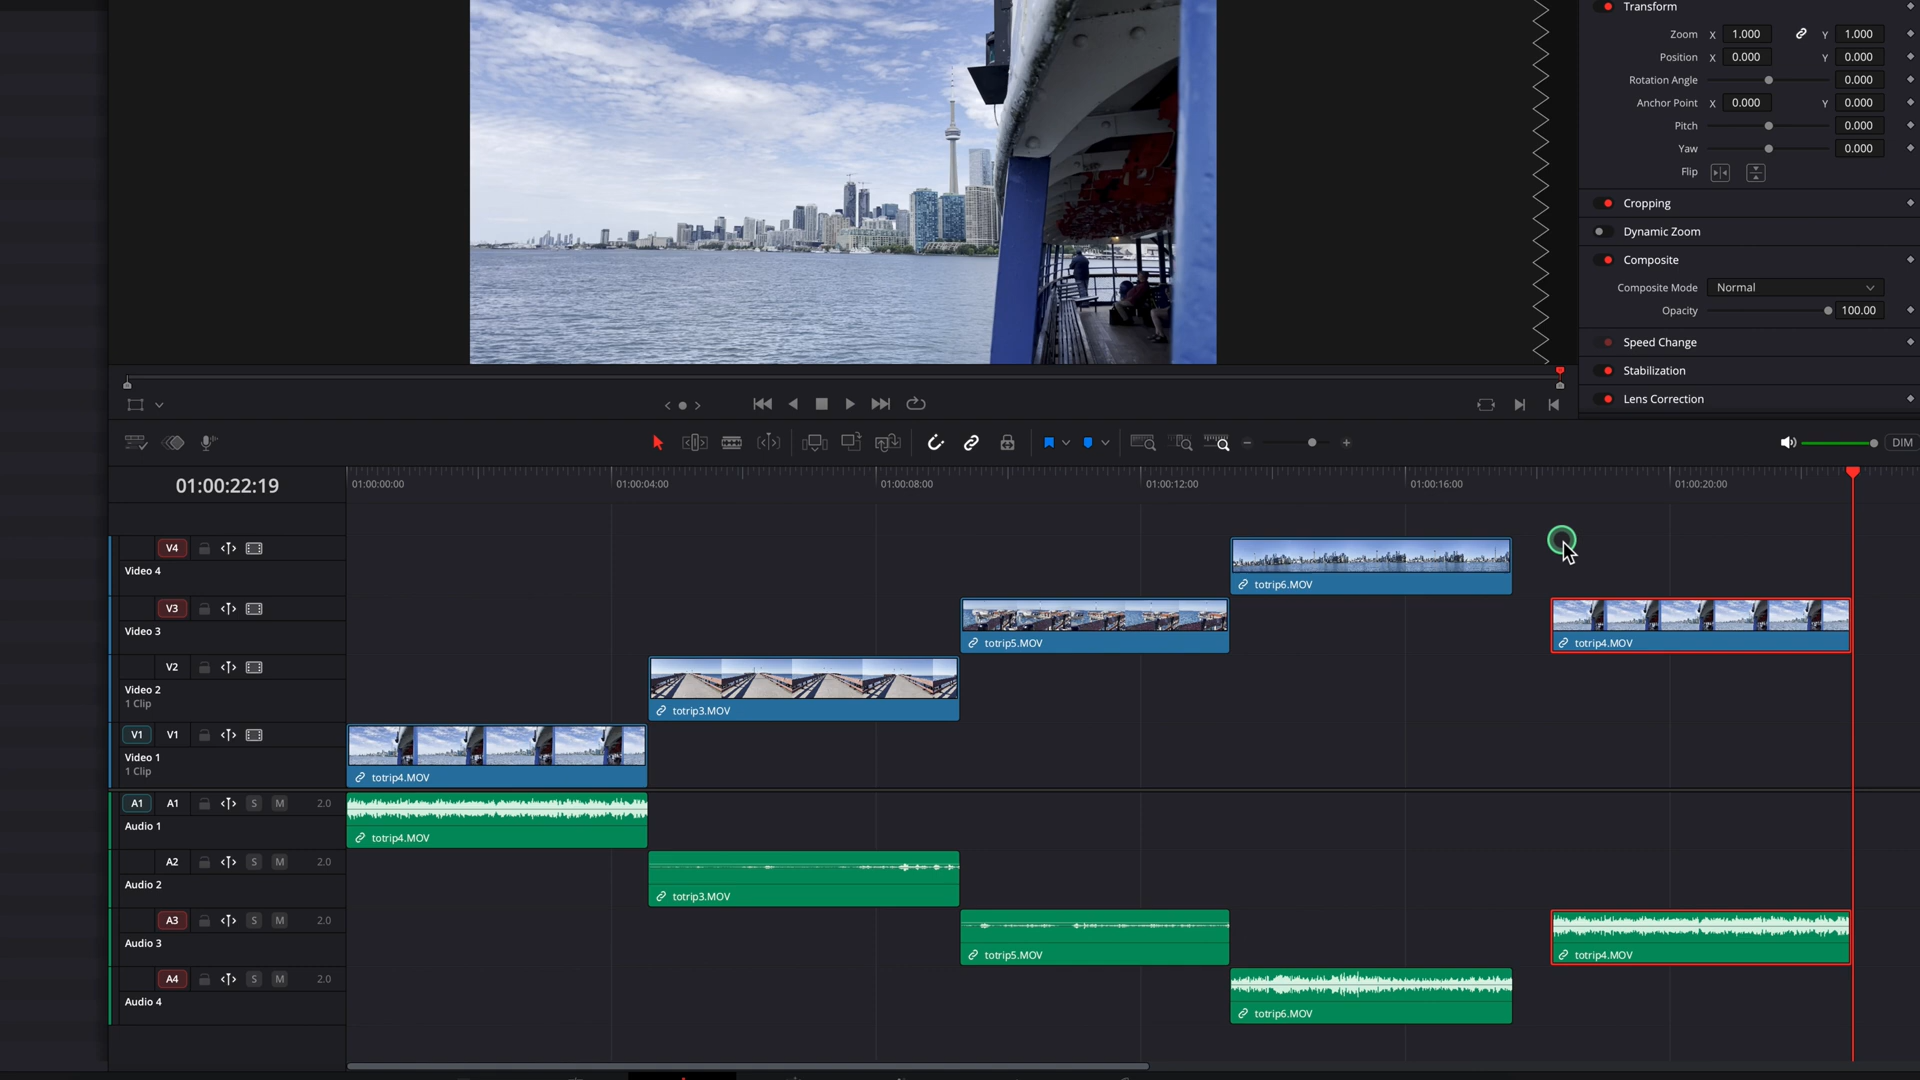 Transform
Zoom X 1.000 Y 1.000
Position X 0.000 Y 0.000
Rotation Angle 0.000
Anchor Point X 0.000 Y 0.000
Pitch 0.000
Yaw 0.000
Flip
Cropping
Dynamic Zoom
Composite
Composite Mode Normal
Opacity 100.00
Speed Change
Stabilization
Lens Correction
DIM
01:00:22:19
01:00:00:00 01:00:04:00 01:00:08:00 01:00:12:00 01:00:16:00 01:00:20:00
V4
Video 4
totrip6.MOV
V3
Video 3
totrip5.MOV
totrip4.MOV
V2
Video 2
1 Clip
totrip3.MOV
V1 V1
Video 1
1 Clip
totrip4.MOV
A1 A1 S M 2.0
Audio 1
totrip4.MOV
A2 S M 2.0
Audio 2
totrip3.MOV
A3 S M 2.0
Audio 3
totrip5.MOV
totrip4.MOV
A4 S M 2.0
Audio 4
totrip6.MOV